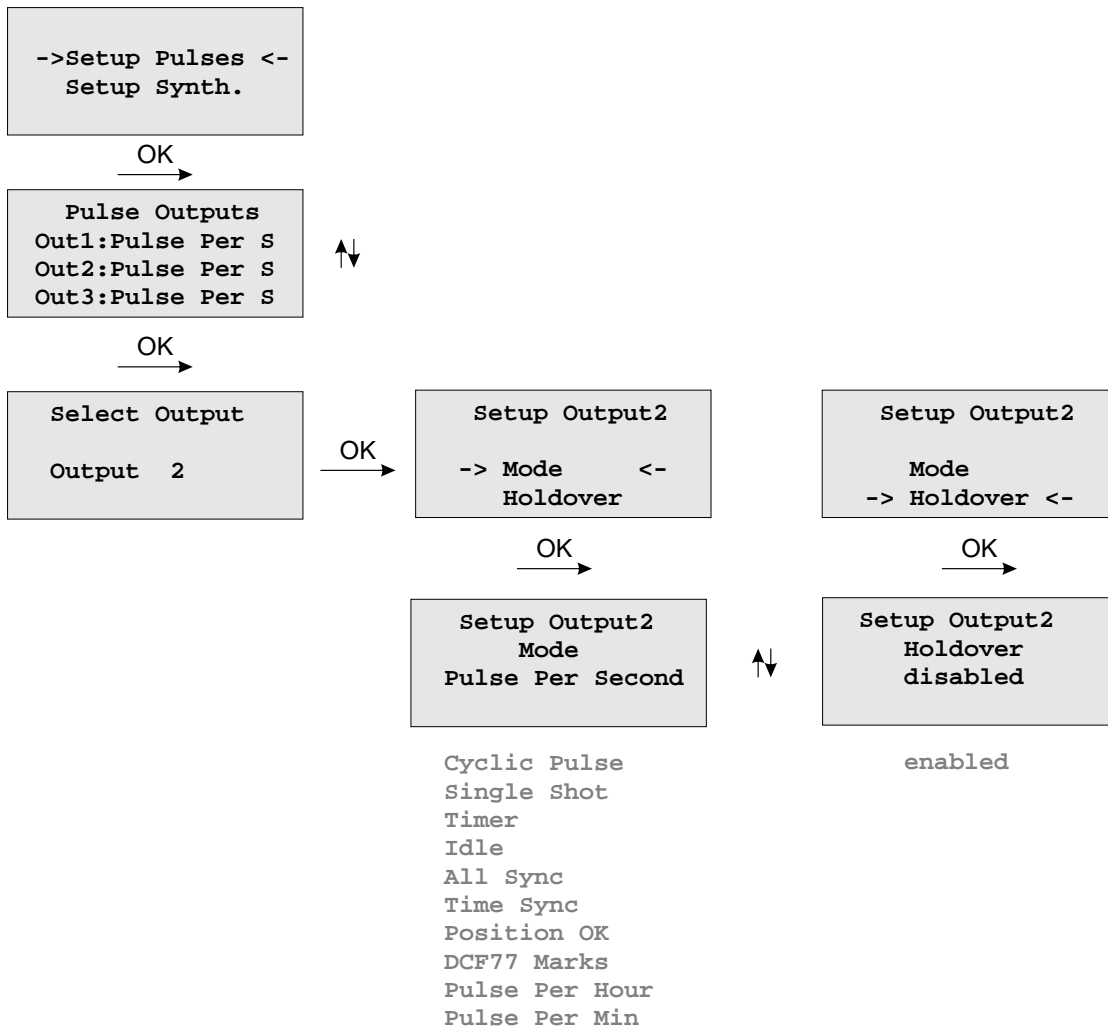 ->Setup Pulses <-
Setup Synth.
OK
Pulse Outputs
Out1:Pulse Per S
Out2:Pulse Per S
Out3:Pulse Per S
OK
Select Output
Output 2
OK
Setup Output2
-> Mode <-
Holdover
OK
Setup Output2
Mode
Pulse Per Second
Cyclic Pulse
Single Shot
Timer
Idle
All Sync
Time Sync
Position OK
DCF77 Marks
Pulse Per Hour
Pulse Per Min
Setup Output2
Mode
-> Holdover <-
OK
Setup Output2
Holdover
disabled
enabled